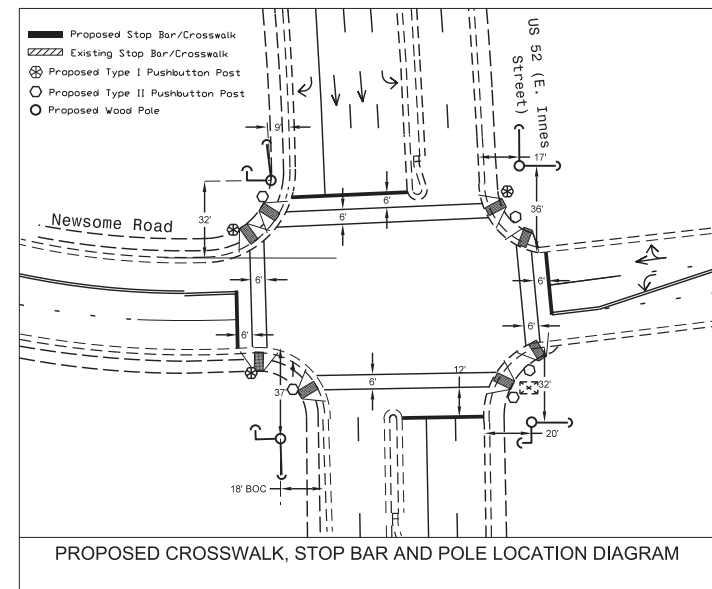 Proposed Stop Bar/Crosswalk
Existing Stop Bar/Crosswalk
Proposed Type I Pushbutton Post
Proposed Type II Pushbutton Post
Proposed Wood Pole
US 52 (E. Innes
Street)
9'
17'
32'
6'
6'
36'
Newsome Road
6'
6'
6'
6'
12'
6'
37'
32'
20'
18' BOC
PROPOSED CROSSWALK, STOP BAR AND POLE LOCATION DIAGRAM